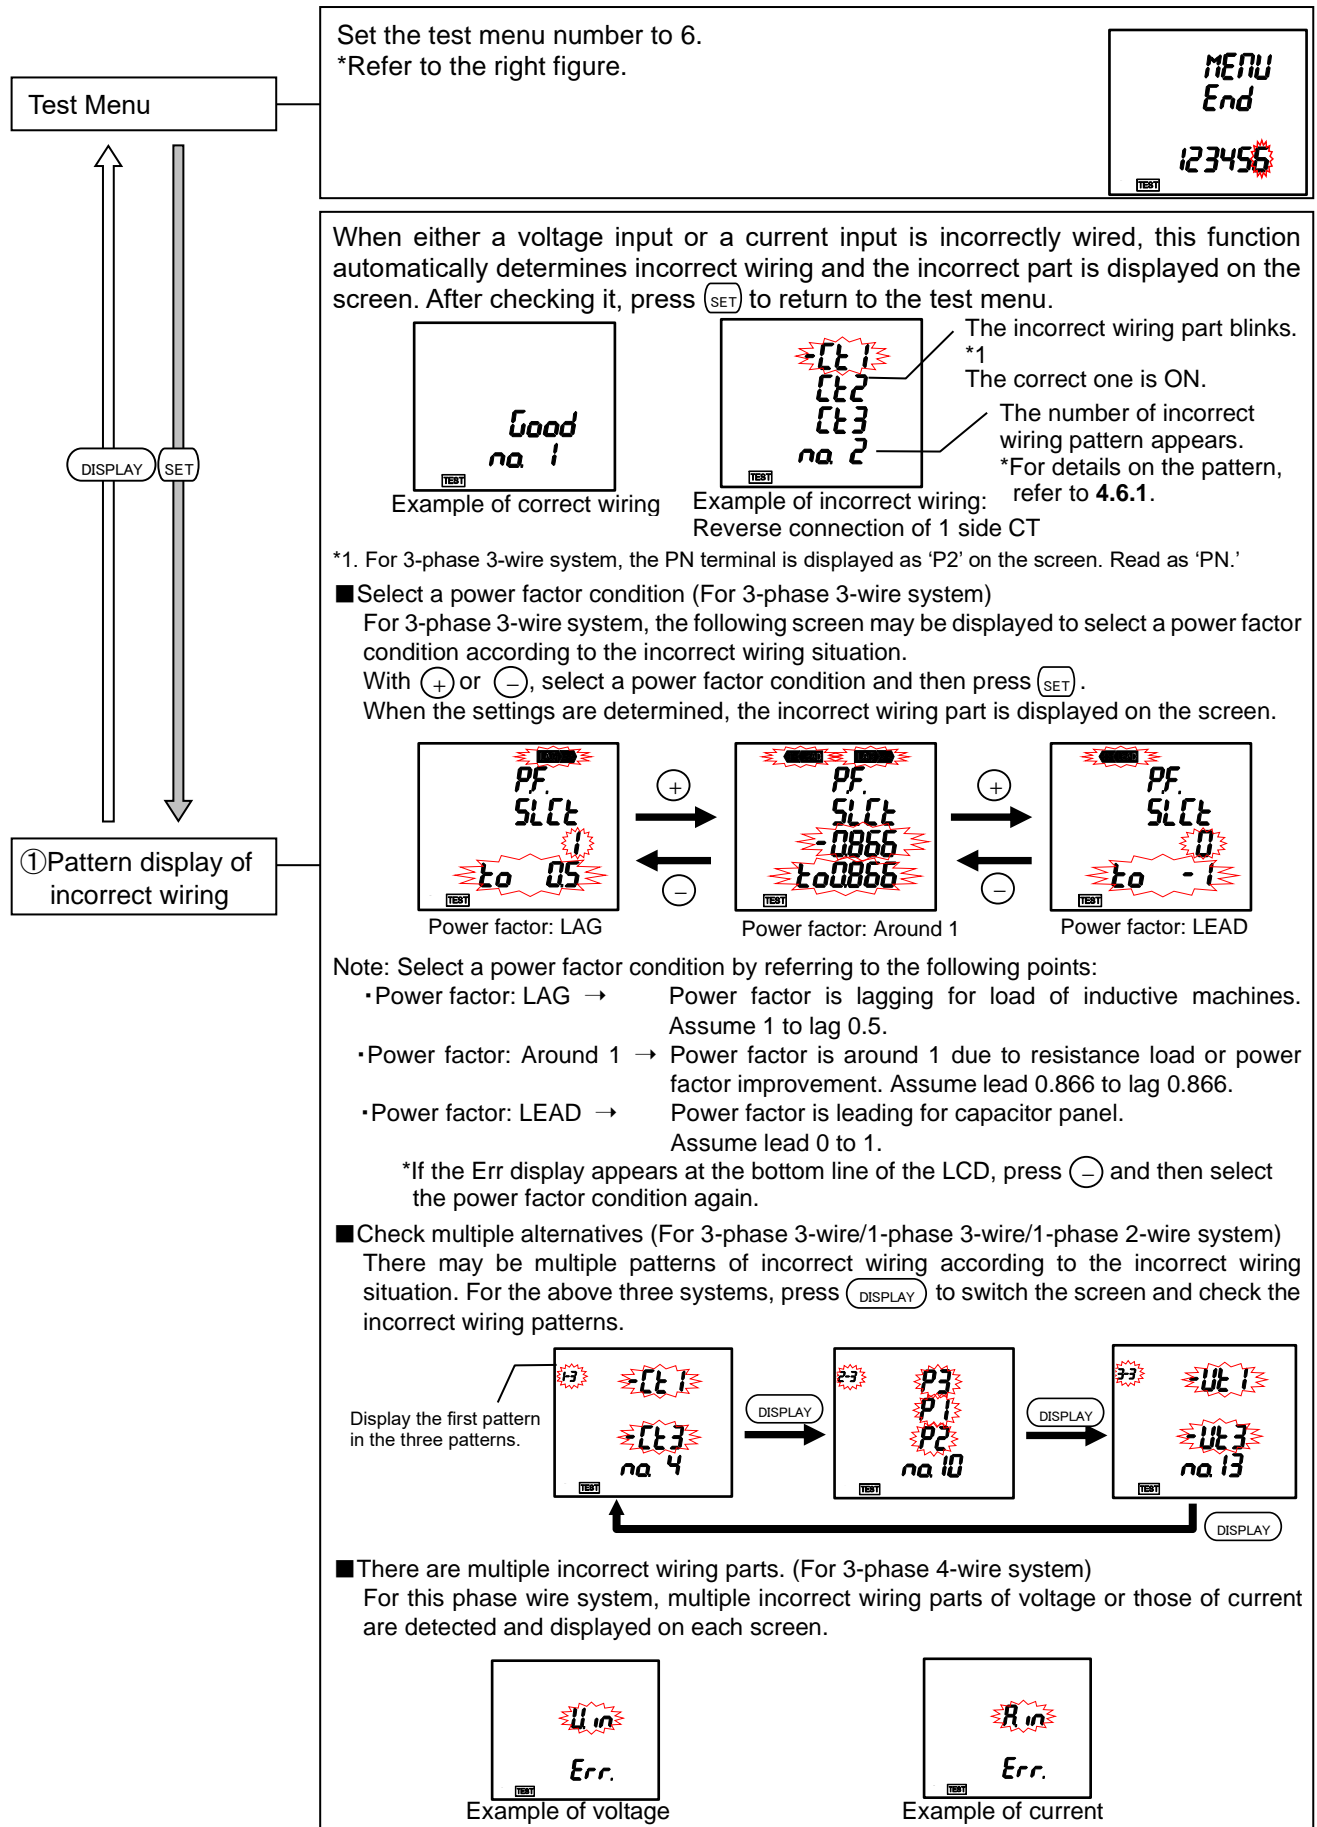 Set the test menu number to 6.
*Refer to the right figure.
MENU
End
123456
TEST
Test Menu
DISPLAY
SET
①Pattern display of
incorrect wiring
When either a voltage input or a current input is incorrectly wired, this function
automatically determines incorrect wiring and the incorrect part is displayed on the
screen. After checking it, press SET to return to the test menu.
Good
no. 1
TEST
Example of correct wiring
-Ct1
Ct2
Ct3
no. 2
TEST
Example of incorrect wiring:
Reverse connection of 1 side CT
The incorrect wiring part blinks.
*1
The correct one is ON.
The number of incorrect
wiring pattern appears.
*For details on the pattern,
refer to 4.6.1.
*1. For 3-phase 3-wire system, the PN terminal is displayed as ‘P2’ on the screen. Read as ‘PN.’
■Select a power factor condition (For 3-phase 3-wire system)
For 3-phase 3-wire system, the following screen may be displayed to select a power factor
condition according to the incorrect wiring situation.
With + or −, select a power factor condition and then press SET.
When the settings are determined, the incorrect wiring part is displayed on the screen.
P.F.
SLCt
1
to 0.5
TEST
Power factor: LAG
+
−
P.F.
SLCt
-0.866
to0.866
TEST
Power factor: Around 1
+
−
P.F.
SLCt
0
to -1
TEST
Power factor: LEAD
Note: Select a power factor condition by referring to the following points:
・Power factor: LAG → Power factor is lagging for load of inductive machines.
Assume 1 to lag 0.5.
・Power factor: Around 1 → Power factor is around 1 due to resistance load or power
factor improvement. Assume lead 0.866 to lag 0.866.
・Power factor: LEAD → Power factor is leading for capacitor panel.
Assume lead 0 to 1.
*If the Err display appears at the bottom line of the LCD, press − and then select
the power factor condition again.
■Check multiple alternatives (For 3-phase 3-wire/1-phase 3-wire/1-phase 2-wire system)
There may be multiple patterns of incorrect wiring according to the incorrect wiring
situation. For the above three systems, press DISPLAY to switch the screen and check the
incorrect wiring patterns.
Display the first pattern
in the three patterns.
1-3
-Ct1
-Ct3
no. 4
TEST
DISPLAY
2-3
P3
P1
P2
no.10
TEST
DISPLAY
3-3
-Ut1
-Ut3
no.13
TEST
DISPLAY
■There are multiple incorrect wiring parts. (For 3-phase 4-wire system)
For this phase wire system, multiple incorrect wiring parts of voltage or those of current
are detected and displayed on each screen.
U.in
Err.
TEST
Example of voltage
A.in
Err.
TEST
Example of current